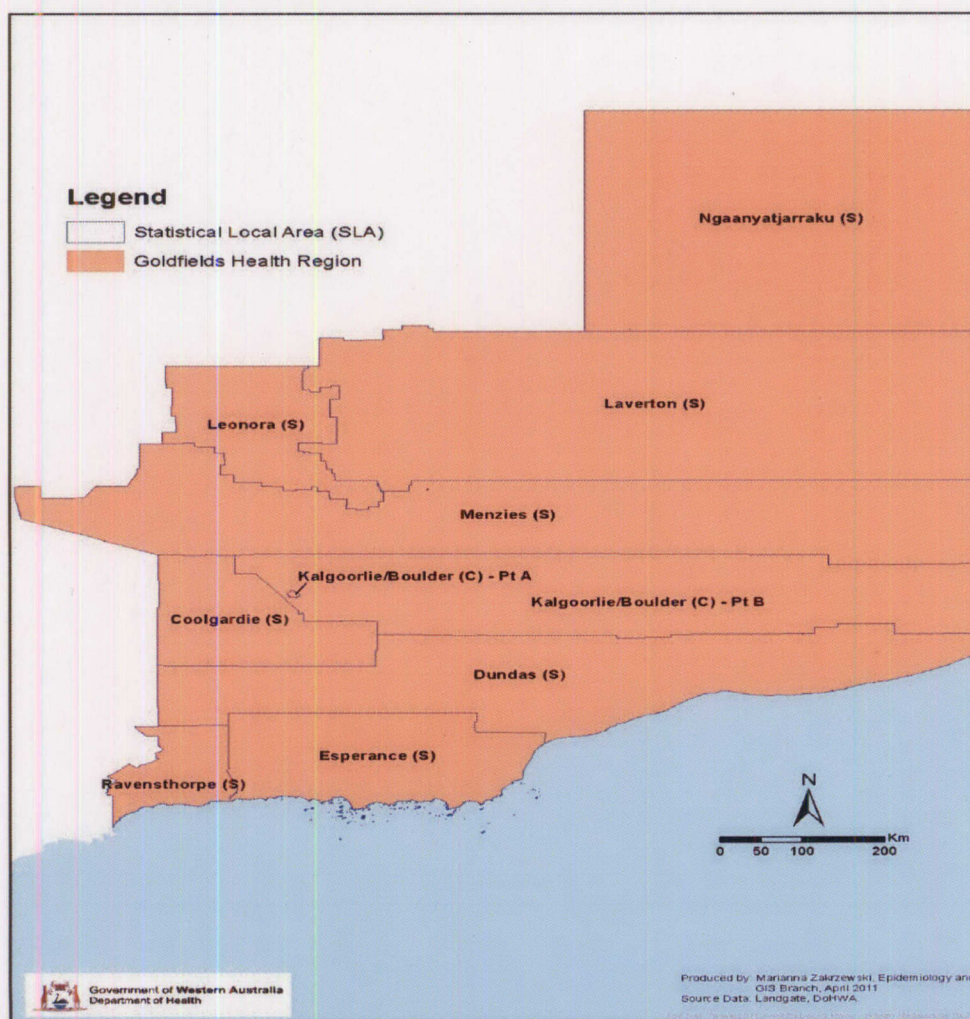 Legend
Statistical Local Area (SLA)
Goldfields Health Region
Ngaanyatjarraku (S)
Laverton (S)
Leonora (S)
Menzies (S)
Kalgoorlie/Boulder (C) - Pt A
Kalgoorlie/Boulder (C) - Pt B
Coolgardie (S)
Dundas (S)
Esperance (S)
Ravensthorpe (S)
N
Km
0 50 100 200
Government of Western Australia
Department of Health
Produced by: Marianna Zakrzewski, Epidemiology and
GIS Branch, April 2011
Source Data: Landgate, DoHWA